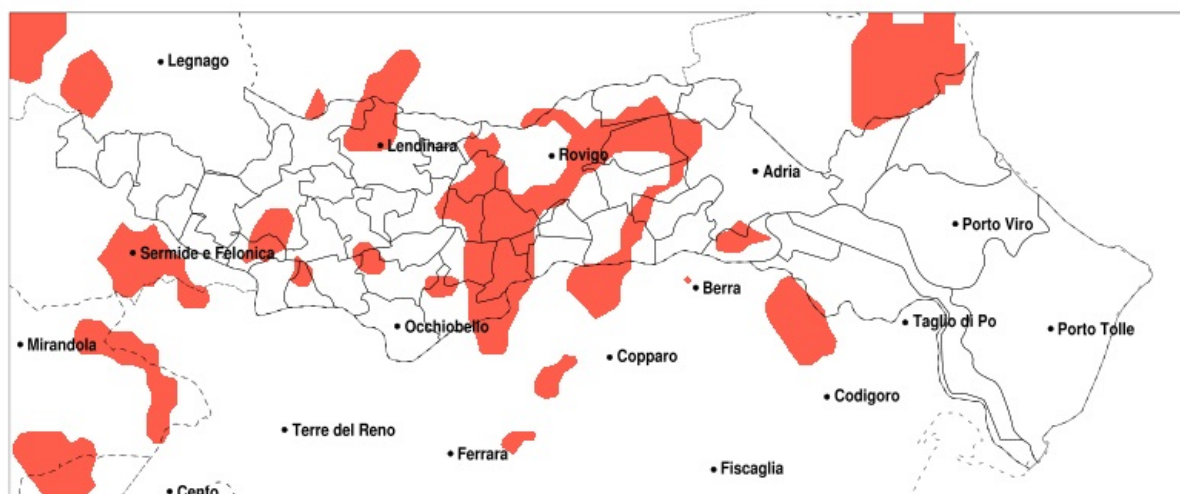 Legnago
Lendinara
Rovigo
Adria
Porto Viro
Sermide e Felonica
Berra
Occhiobello
Taglio di Po
Porto Tolle
Mirandola
Copparo
Codigoro
Terre del Reno
Ferrara
Fiscaglia
Cento